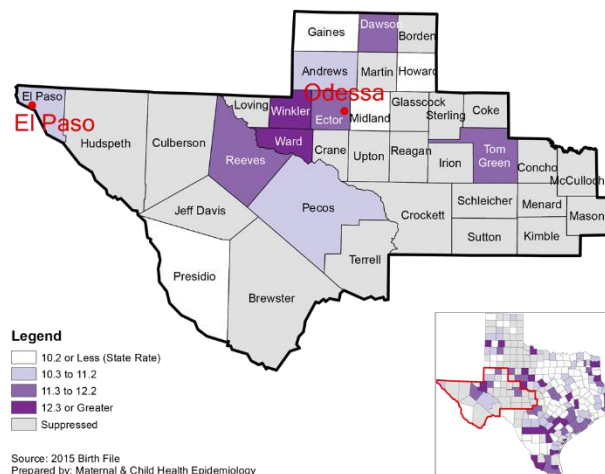 Gaines
Dawson
Borden
Andrews
Martin
Howard
El Paso
El Paso
Hudspeth
Culberson
Loving
Winkler
Odessa
Ector
Midland
Glasscock
Sterling
Coke
Reeves
Ward
Crane
Upton
Reagan
Irion
Tom
Green
Concho
McCulloch
Jeff Davis
Pecos
Crockett
Schleicher
Menard
Mason
Sutton
Kimble
Presidio
Terrell
Brewster
Legend
10.2 or Less (State Rate)
10.3 to 11.2
11.3 to 12.2
12.3 or Greater
Suppressed
Source: 2015 Birth File
Prepared by: Maternal & Child Health Epidemiology